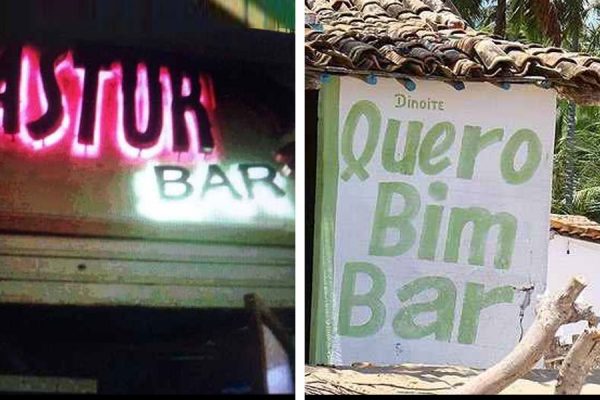 ASTUR
BAR
DINOITE
Quero
Bim
Bar